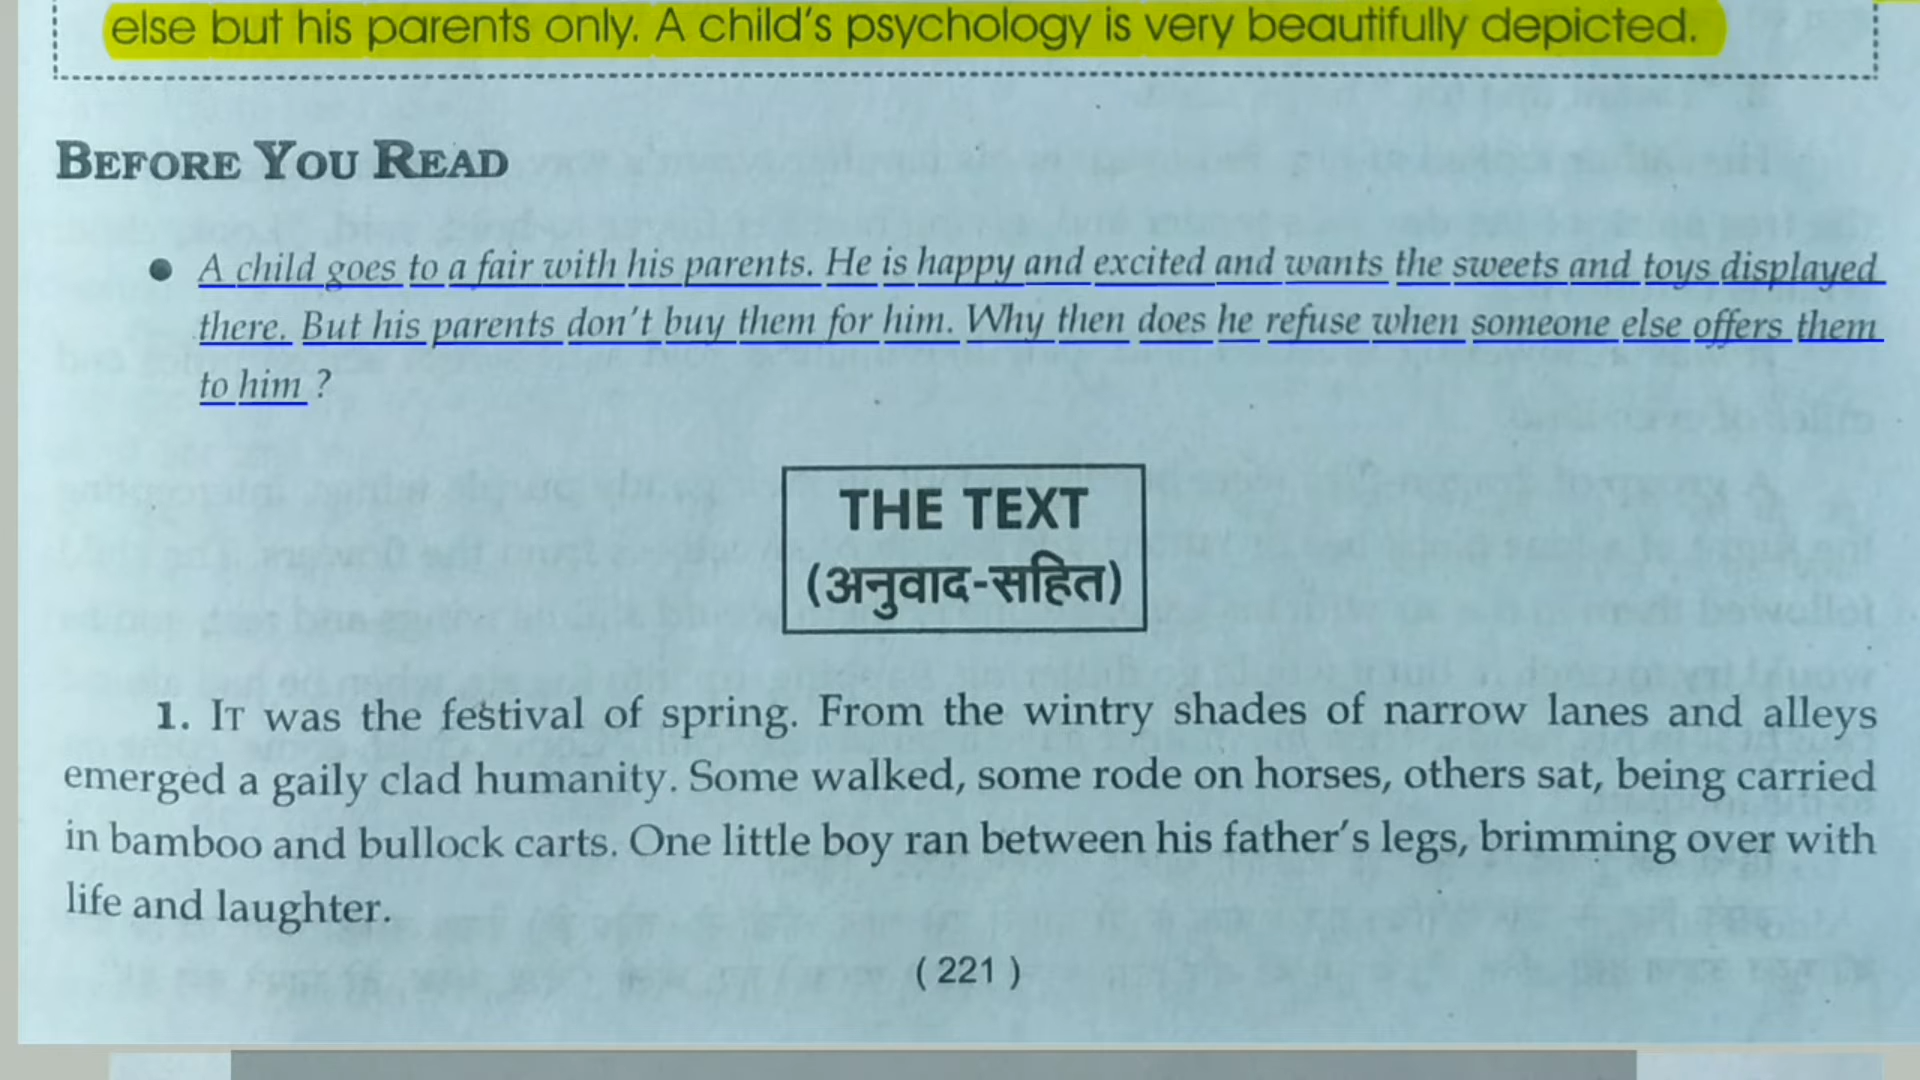 else but his parents only. A child's psychology is very beautifully depicted.
BEFORE YOU READ
● A child goes to a fair with his parents. He is happy and excited and wants the sweets and toys displayed
there. But his parents don't buy them for him. Why then does he refuse when someone else offers them
to him ?
THE TEXT
(अनुवाद-सहित)
1. IT was the festival of spring. From the wintry shades of narrow lanes and alleys
emerged a gaily clad humanity. Some walked, some rode on horses, others sat, being carried
in bamboo and bullock carts. One little boy ran between his father's legs, brimming over with
life and laughter.
( 221 )